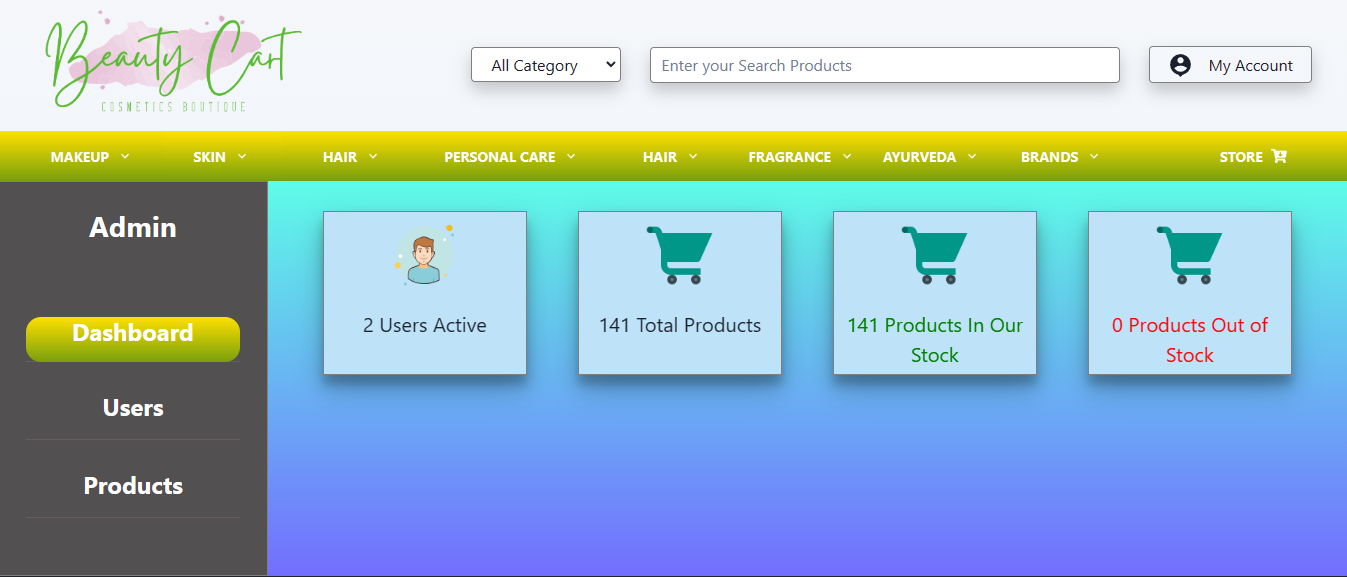 Beauty Cart
COSMETICS BOUTIQUE
All Category
Enter your Search Products
My Account
MAKEUP SKIN HAIR PERSONAL CARE HAIR FRAGRANCE AYURVEDA BRANDS STORE
Admin
Dashboard
Users
Products
2 Users Active
141 Total Products
141 Products In Our
Stock
0 Products Out of
Stock